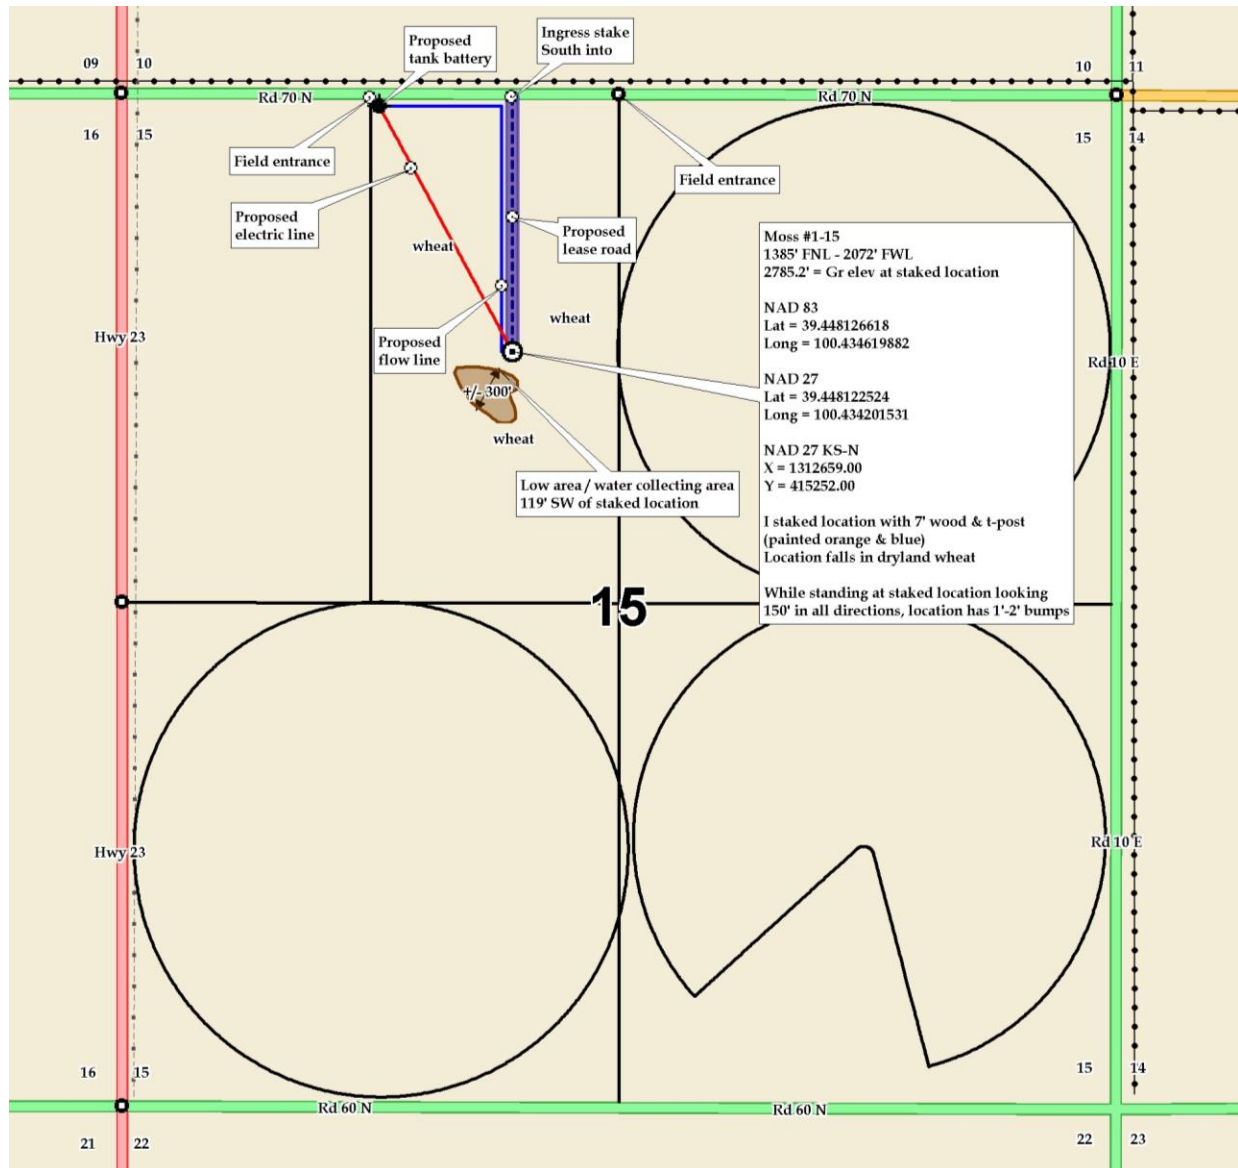 Proposed
tank battery
Ingress stake
South into
09 10
10 11
Rd 70 N
Rd 70 N
16 15
15 14
Field entrance
Field entrance
Proposed
electric line
Proposed
lease road
wheat
wheat
Proposed
flow line
Hwy 23
Rd 10 E
Moss #1-15
1385' FNL - 2072' FWL
2785.2' = Gr elev at staked location
NAD 83
Lat = 39.448126618
Long = 100.434619882
NAD 27
Lat = 39.448122524
Long = 100.434201531
NAD 27 KS-N
X = 1312659.00
Y = 415252.00
I staked location with 7' wood & t-post
(painted orange & blue)
Location falls in dryland wheat
While standing at staked location looking
150' in all directions, location has 1'-2' bumps
+/- 300'
wheat
Low area / water collecting area
119' SW of staked location
15
Hwy 23
Rd 10 E
16 15
15 14
Rd 60 N
Rd 60 N
21 22
22 23